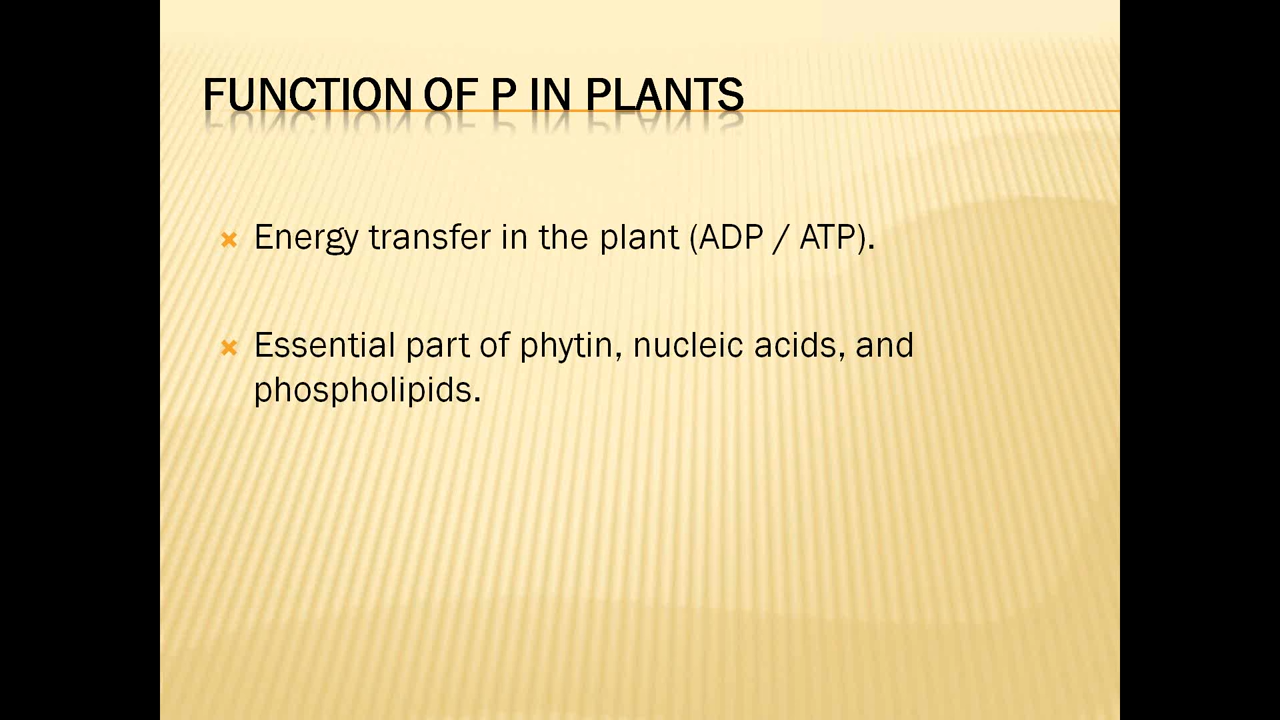 FUNCTION OF P IN PLANTS
Energy transfer in the plant (ADP / ATP).
Essential part of phytin, nucleic acids, and
phospholipids.